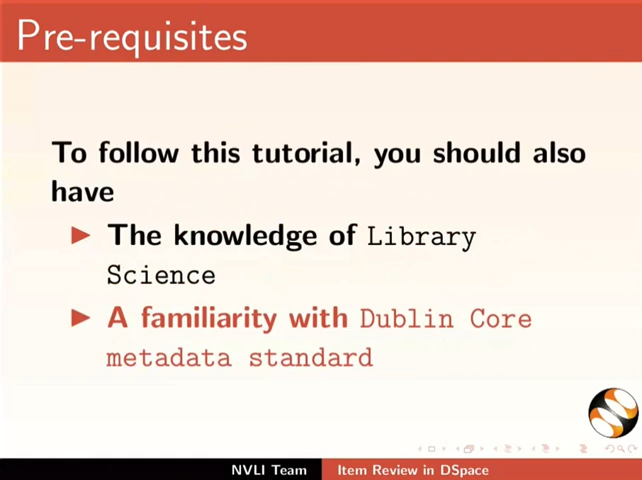 Pre-requisites
To follow this tutorial, you should also
have
The knowledge of Library
Science
A familiarity with Dublin Core
metadata standard
NVLI Team Item Review in DSpace